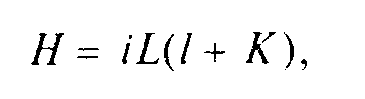 H = iL(l + K),